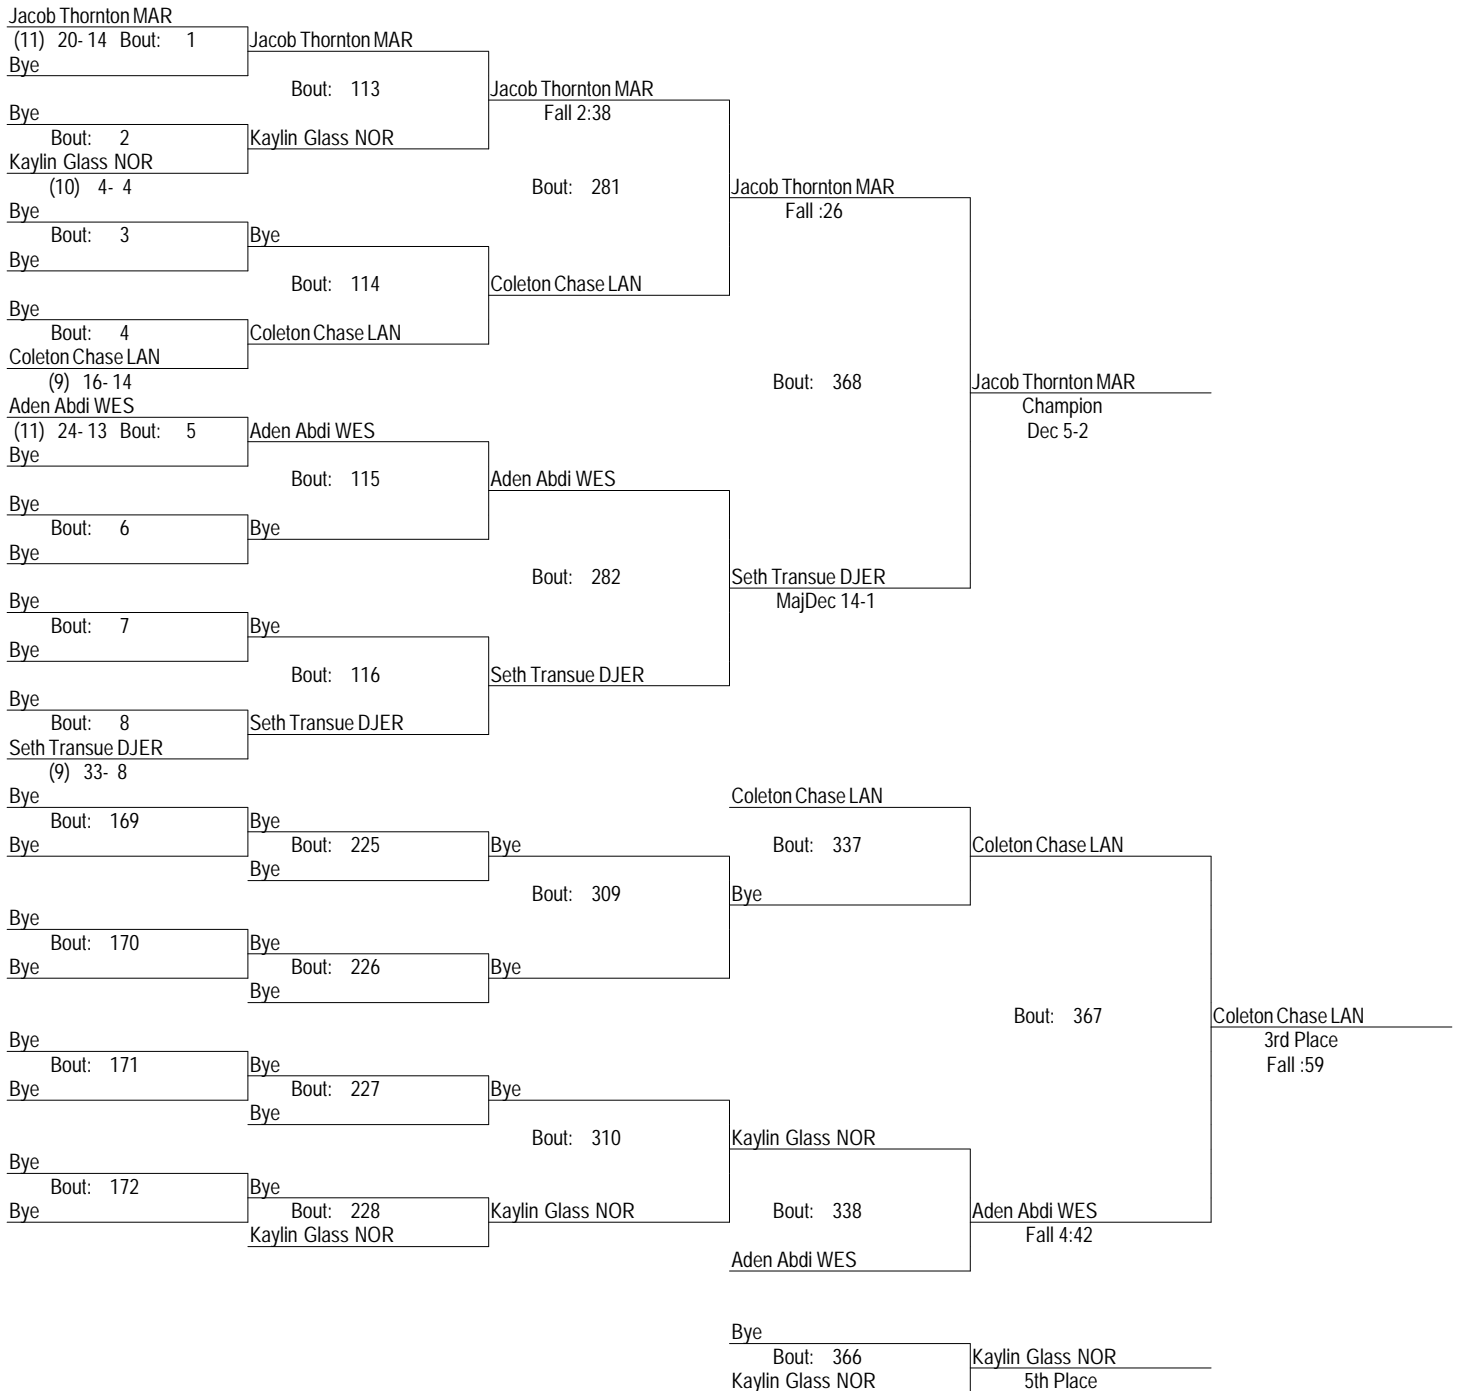 Jacob Thornton MAR
(11) 20- 14 Bout: 1 Jacob Thornton MAR
Bye
Bout: 113 Jacob Thornton MAR
Bye Fall 2:38
Bout: 2 Kaylin Glass NOR
Kaylin Glass NOR
(10) 4- 4 Bout: 281 Jacob Thornton MAR
Bye Fall :26
Bout: 3 Bye
Bye
Bout: 114 Coleton Chase LAN
Bye
Bout: 4 Coleton Chase LAN
Coleton Chase LAN
(9) 16- 14 Bout: 368 Jacob Thornton MAR
Aden Abdi WES Champion
(11) 24- 13 Bout: 5 Aden Abdi WES Dec 5-2
Bye
Bout: 115 Aden Abdi WES
Bye
Bout: 6 Bye
Bye
Bout: 282 Seth Transue DJER
Bye MajDec 14-1
Bout: 7 Bye
Bye
Bout: 116 Seth Transue DJER
Bye
Bout: 8 Seth Transue DJER
Seth Transue DJER
(9) 33- 8
Bye Coleton Chase LAN
Bout: 169 Bye
Bye Bout: 225 Bye Bout: 337 Coleton Chase LAN
Bye
Bout: 309 Bye
Bye
Bout: 170 Bye
Bye Bout: 226 Bye
Bye
Bout: 367 Coleton Chase LAN
Bye 3rd Place
Bout: 171 Bye Fall :59
Bye Bout: 227 Bye
Bye
Bout: 310 Kaylin Glass NOR
Bye
Bout: 172 Bye
Bye Bout: 228 Kaylin Glass NOR Bout: 338 Aden Abdi WES
Kaylin Glass NOR Fall 4:42
Aden Abdi WES
Bye
Bout: 366 Kaylin Glass NOR
Kaylin Glass NOR 5th Place